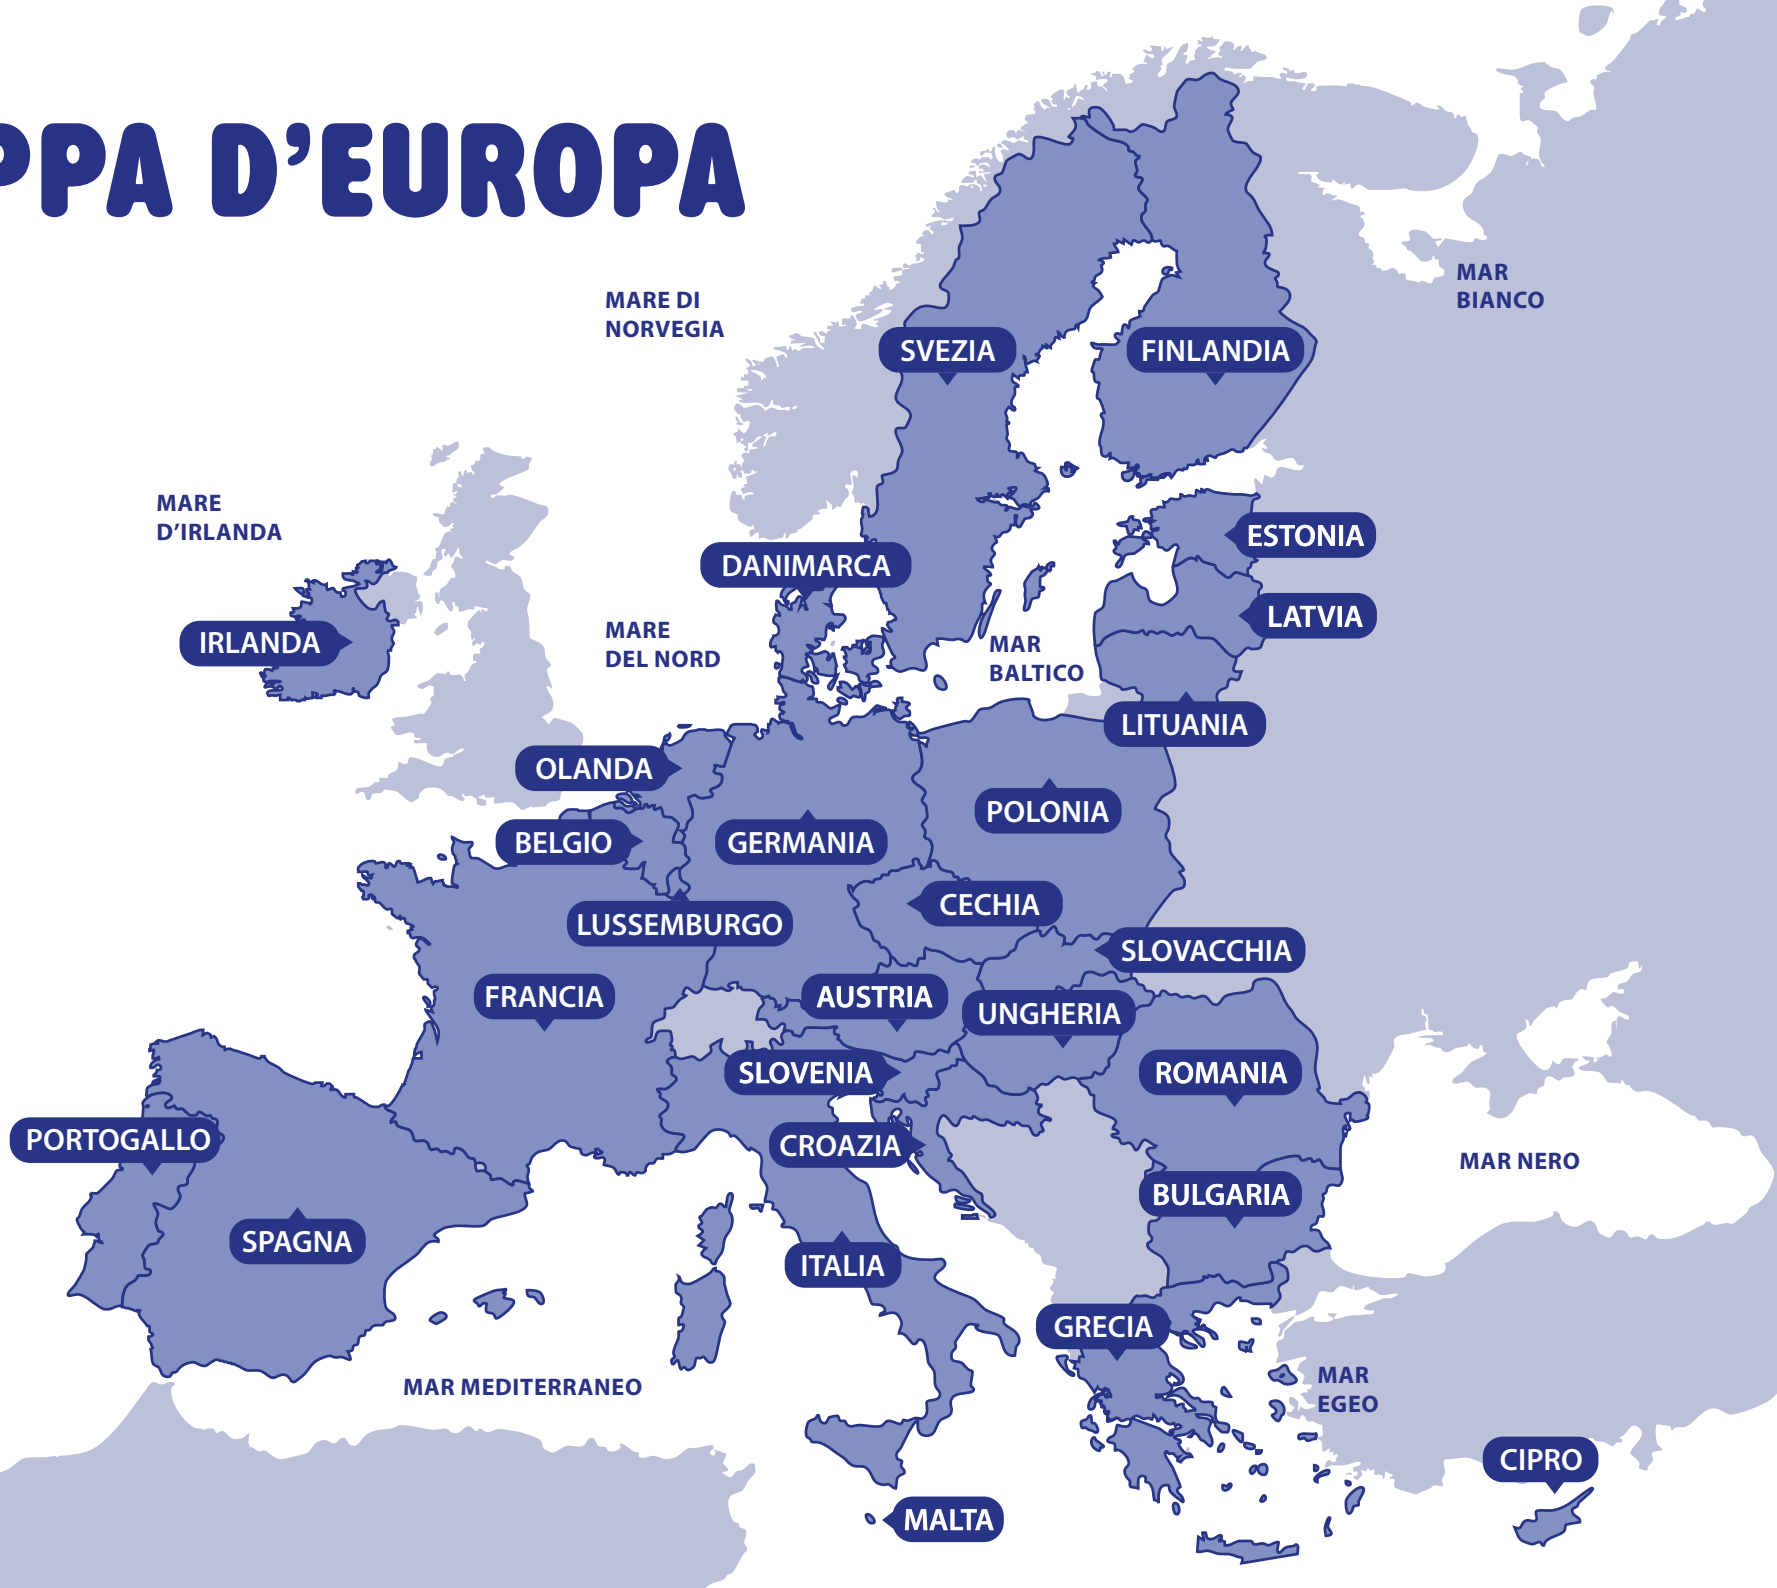 PPA D’EUROPA
MAR
BIANCO
MARE DI
NORVEGIA
SVEZIA
FINLANDIA
MARE
D’IRLANDA
ESTONIA
DANIMARCA
LATVIA
IRLANDA
MARE
DEL NORD
MAR
BALTICO
LITUANIA
OLANDA
POLONIA
BELGIO
GERMANIA
CECHIA
LUSSEMBURGO
SLOVACCHIA
FRANCIA
AUSTRIA
UNGHERIA
SLOVENIA
ROMANIA
PORTOGALLO
CROAZIA
MAR NERO
BULGARIA
SPAGNA
ITALIA
GRECIA
MAR MEDITERRANEO
MAR
EGEO
CIPRO
MALTA